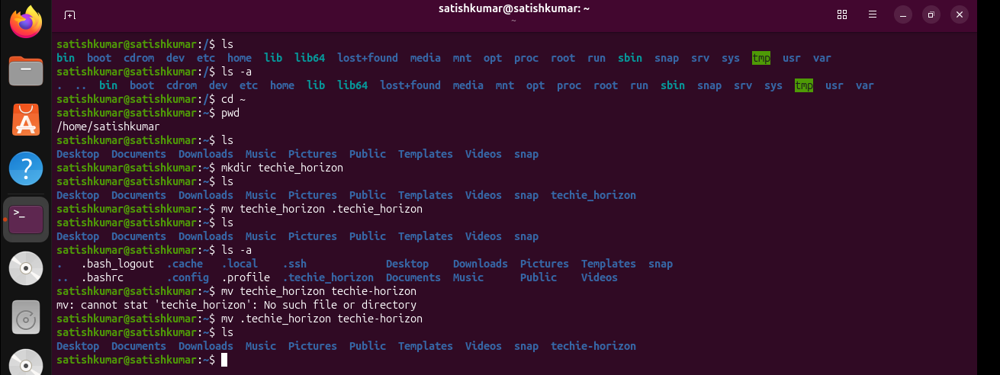 satishkumar@satishkumar: ~
~
satishkumar@satishkumar:/$ ls
bin boot cdrom dev etc home lib lib64 lost+found media mnt opt proc root run sbin snap srv sys tmp usr var
satishkumar@satishkumar:/$ ls -a
. .. bin boot cdrom dev etc home lib lib64 lost+found media mnt opt proc root run sbin snap srv sys tmp usr var
satishkumar@satishkumar:/$ cd ~
satishkumar@satishkumar:~$ pwd
/home/satishkumar
satishkumar@satishkumar:~$ ls
Desktop Documents Downloads Music Pictures Public Templates Videos snap
satishkumar@satishkumar:~$ mkdir techie_horizon
satishkumar@satishkumar:~$ ls
Desktop Documents Downloads Music Pictures Public Templates Videos snap techie_horizon
satishkumar@satishkumar:~$ mv techie_horizon .techie_horizon
satishkumar@satishkumar:~$ ls
Desktop Documents Downloads Music Pictures Public Templates Videos snap
satishkumar@satishkumar:~$ ls -a
. .bash_logout .cache .local .ssh Desktop Downloads Pictures Templates snap
.. .bashrc .config .profile .techie_horizon Documents Music Public Videos
satishkumar@satishkumar:~$ mv techie_horizon techie-horizon
mv: cannot stat 'techie_horizon': No such file or directory
satishkumar@satishkumar:~$ mv .techie_horizon techie-horizon
satishkumar@satishkumar:~$ ls
Desktop Documents Downloads Music Pictures Public Templates Videos snap techie-horizon
satishkumar@satishkumar:~$